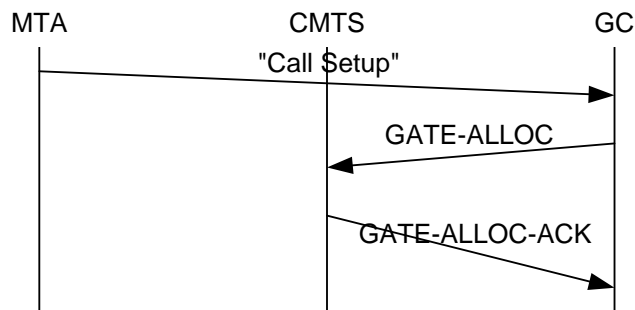 MTA CMTS GC
"Call Setup"
GATE-ALLOC
GATE-ALLOC-ACK